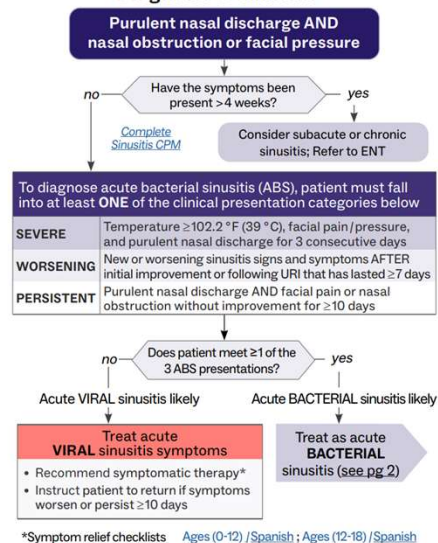 Purulent nasal discharge AND
nasal obstruction or facial pressure
no
Have the symptoms been
present >4 weeks?
yes
Complete
Sinusitis CPM
Consider subacute or chronic
sinusitis; Refer to ENT
To diagnose acute bacterial sinusitis (ABS), patient must fall
into at least ONE of the clinical presentation categories below
SEVERE
Temperature ≥102.2 °F (39 °C), facial pain/pressure,
and purulent nasal discharge for 3 consecutive days
WORSENING
New or worsening sinusitis signs and symptoms AFTER
initial improvement or following URI that has lasted ≥7 days
PERSISTENT
Purulent nasal discharge AND facial pain or nasal
obstruction without improvement for ≥10 days
no
Does patient meet ≥1 of the
3 ABS presentations?
yes
Acute VIRAL sinusitis likely
Acute BACTERIAL sinusitis likely
Treat acute
VIRAL sinusitis symptoms
• Recommend symptomatic therapy*
• Instruct patient to return if symptoms
worsen or persist ≥10 days
Treat as acute
BACTERIAL
sinusitis (see pg 2)
*Symptom relief checklists Ages (0-12) / Spanish ; Ages (12-18) / Spanish